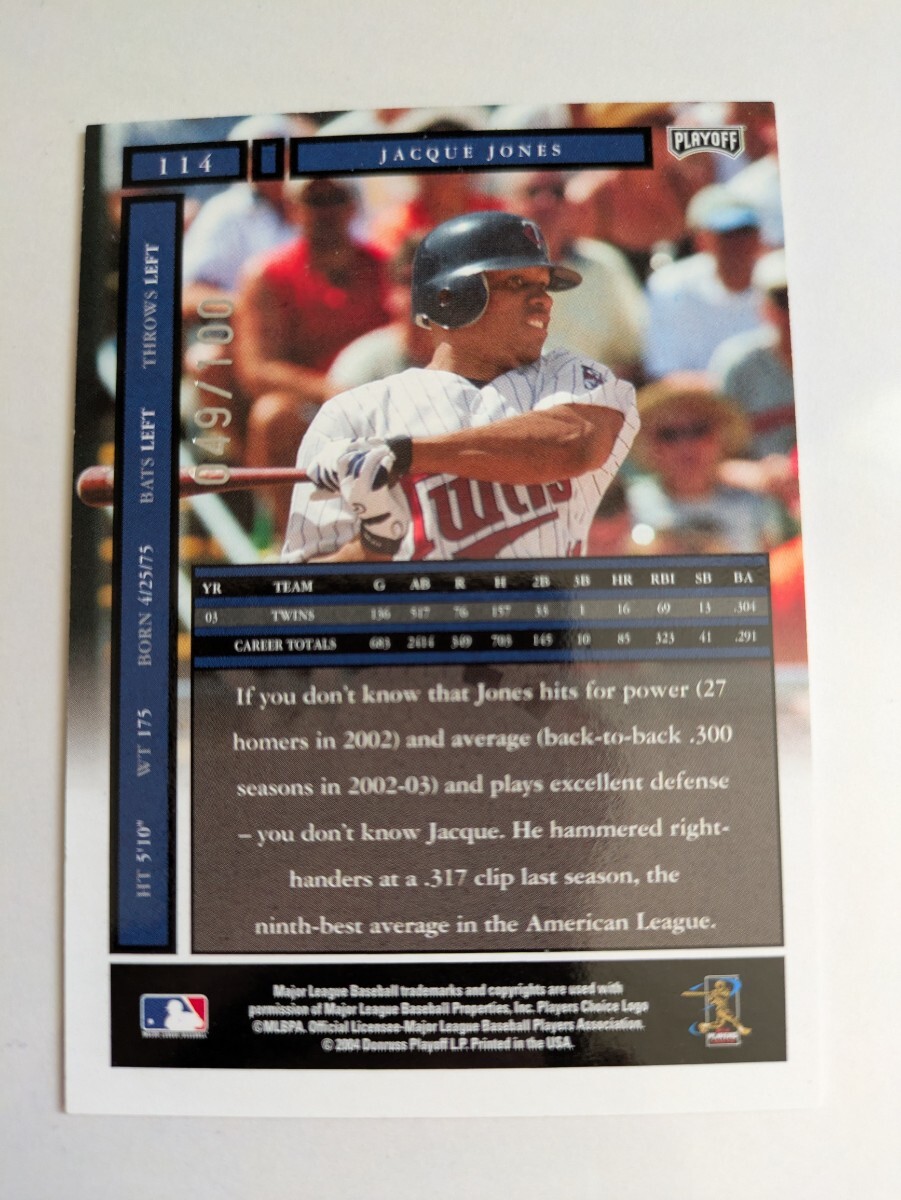 114
JACQUE JONES
PLAYOFF
HT 5'10" WT 175 BORN 4/25/75 BATS LEFT THROWS LEFT
049/100
Twins
YR TEAM G AB R H 2B 3B HR RBI SB BA
03 TWINS 136 517 76 157 33 1 16 69 13 .304
CAREER TOTALS 683 2414 349 703 145 10 85 323 41 .291
If you don't know that Jones hits for power (27
homers in 2002) and average (back-to-back .300
seasons in 2002-03) and plays excellent defense
– you don't know Jacque. He hammered right-
handers at a .317 clip last season, the
ninth-best average in the American League.
Major League Baseball trademarks and copyrights are used with
permission of Major League Baseball Properties, Inc. Players Choice Logo
©MLBPA. Official Licensee-Major League Baseball Players Association.
© 2004 Donruss Playoff L.P. Printed in the USA.